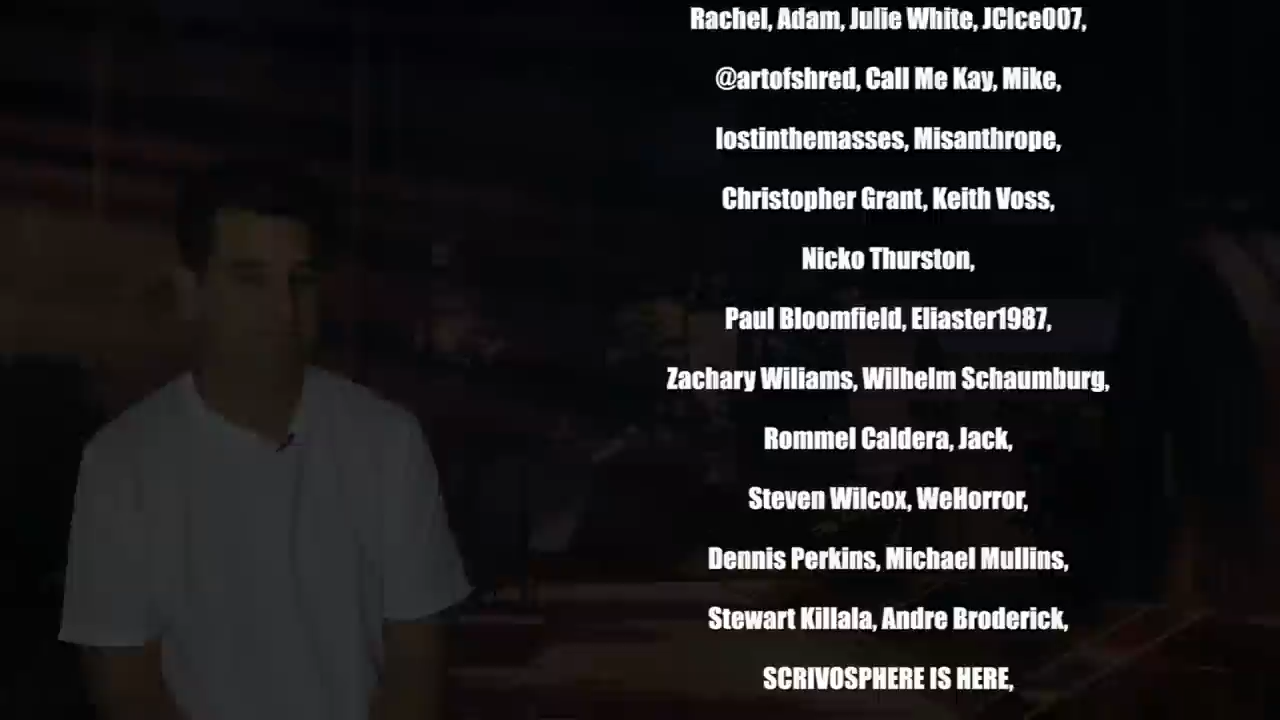 Rachel, Adam, Julie White, JCIce007,
@artofshred, Call Me Kay, Mike,
lostinthemasses, Misanthrope,
Christopher Grant, Keith Voss,
Nicko Thurston,
Paul Bloomfield, Eliaster1987,
Zachary Wiliams, Wilhelm Schaumburg,
Rommel Caldera, Jack,
Steven Wilcox, WeHorror,
Dennis Perkins, Michael Mullins,
Stewart Killala, Andre Broderick,
SCRIVOSPHERE IS HERE,